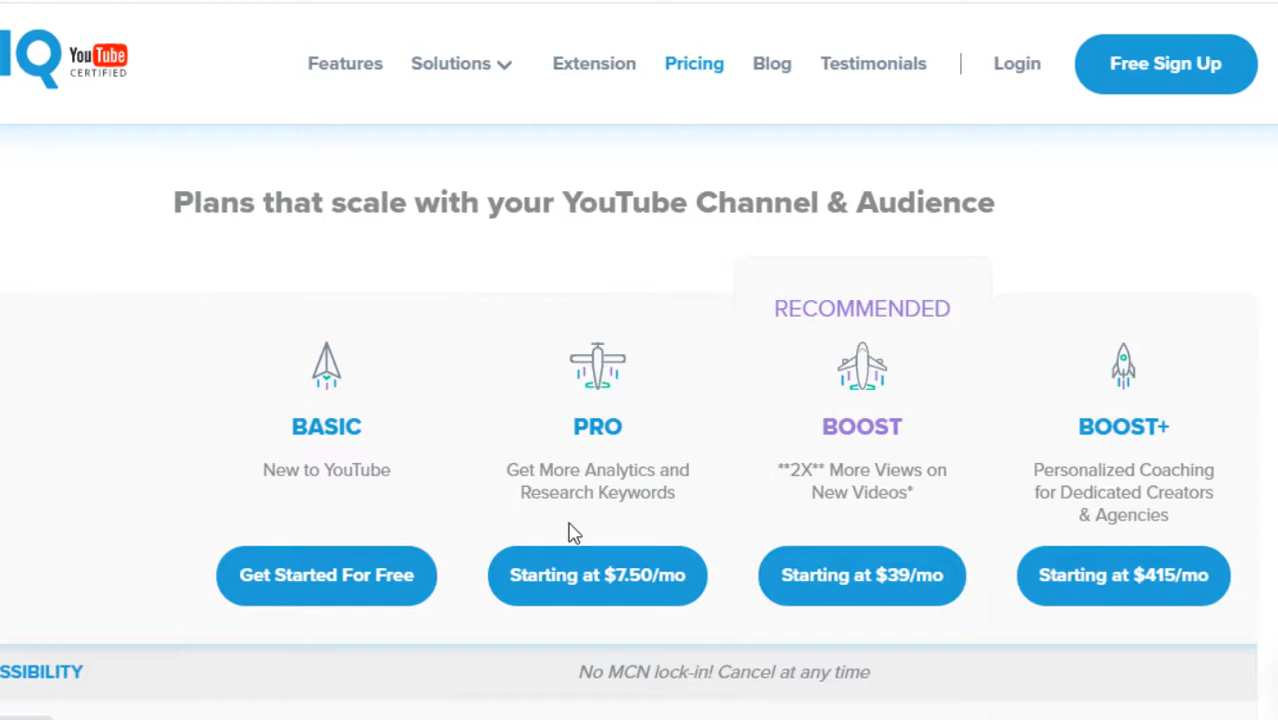 IQ YouTube
CERTIFIED
Features Solutions Extension Pricing Blog Testimonials Login Free Sign Up
Plans that scale with your YouTube Channel & Audience
RECOMMENDED
BASIC
New to YouTube
Get Started For Free
PRO
Get More Analytics and
Research Keywords
Starting at $7.50/mo
BOOST
**2X** More Views on
New Videos*
Starting at $39/mo
BOOST+
Personalized Coaching
for Dedicated Creators
& Agencies
Starting at $415/mo
SSIBILITY No MCN lock-in! Cancel at any time